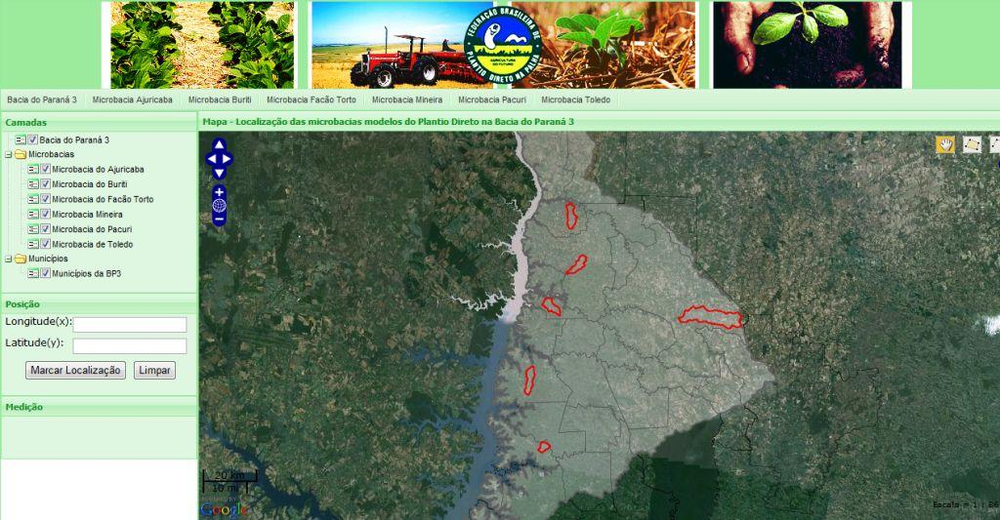 FEDERAÇÃO BRASILEIRA DE
PLANTIO DIRETO NA PALHA
AGRICULTURA
DO FUTURO
Bacia do Paraná 3 Microbacia Ajuricaba Microbacia Buriti Microbacia Facão Torto Microbacia Mineira Microbacia Pacuri Microbacia Toledo
Camadas
Bacia do Paraná 3
Microbacias
Microbacia do Ajuricaba
Microbacia do Buriti
Microbacia do Facão Torto
Microbacia Mineira
Microbacia do Pacuri
Microbacia de Toledo
Municípios
Municípios da BP3
Posição
Longitude(x):
Latitude(y):
Marcar Localização Limpar
Medição
Mapa - Localização das microbacias modelos do Plantio Direto na Bacia do Paraná 3
20 km
10 mi
POWERED BY
Google
Escala = 1 : 86